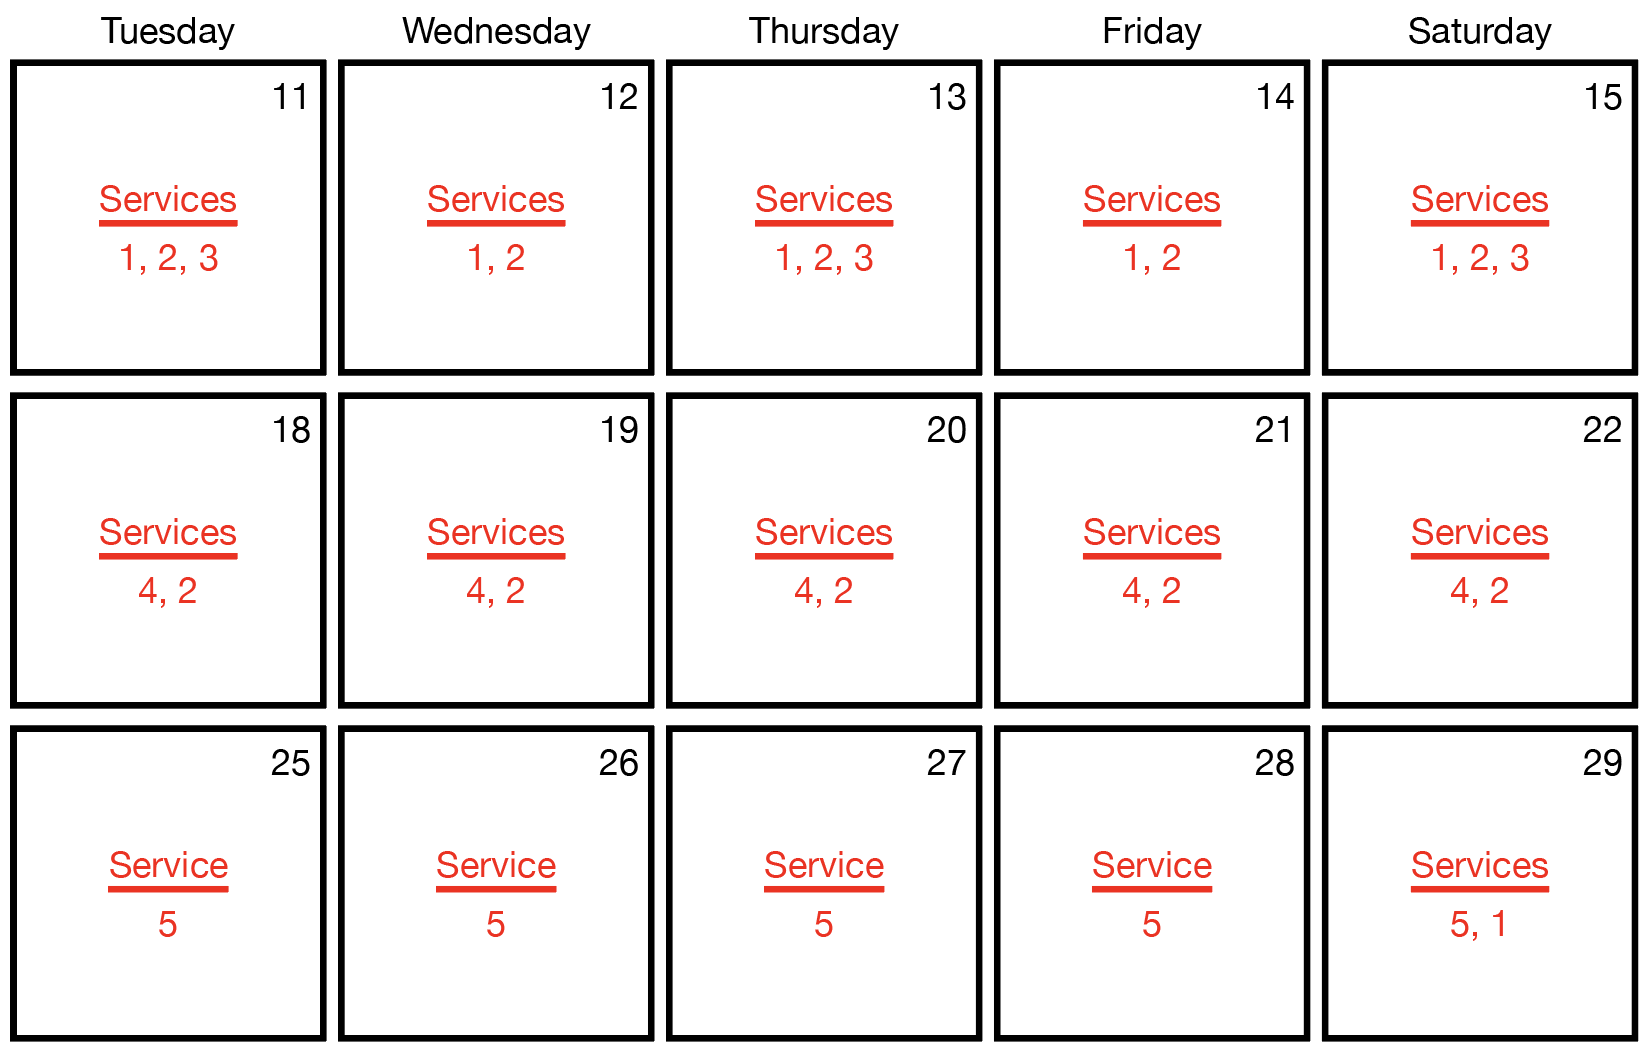 Tuesday Wednesday Thursday Friday Saturday
11 12 13 14 15
Services Services Services Services Services
1, 2, 3 1, 2 1, 2, 3 1, 2 1, 2, 3
18 19 20 21 22
Services Services Services Services Services
4, 2 4, 2 4, 2 4, 2 4, 2
25 26 27 28 29
Service Service Service Service Services
5 5 5 5 5, 1